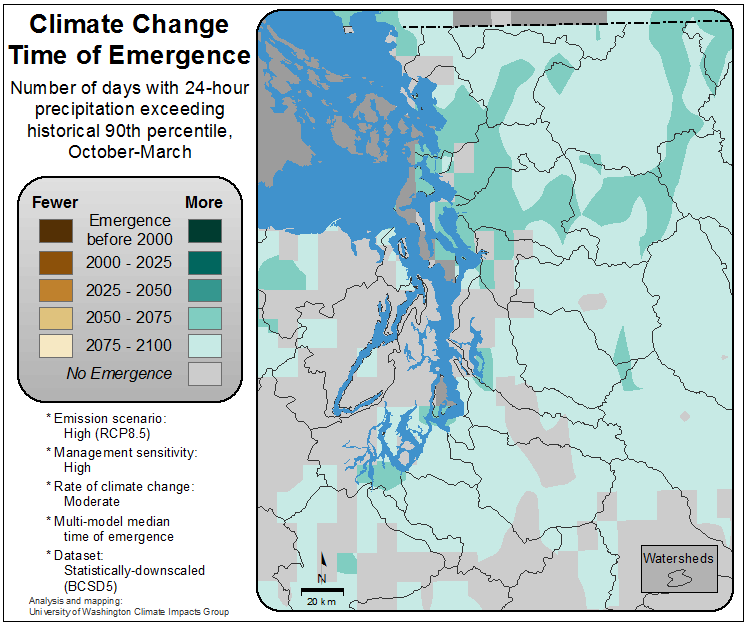 Climate Change
Time of Emergence
Number of days with 24-hour
precipitation exceeding
historical 90th percentile,
October-March
Fewer More
Emergence
before 2000
2000 - 2025
2025 - 2050
2050 - 2075
2075 - 2100
No Emergence
* Emission scenario:
High (RCP8.5)
* Management sensitivity:
High
* Rate of climate change:
Moderate
* Multi-model median
time of emergence
* Dataset:
Statistically-downscaled
(BCSD5)
Analysis and mapping:
University of Washington Climate Impacts Group
N
20 km
Watersheds